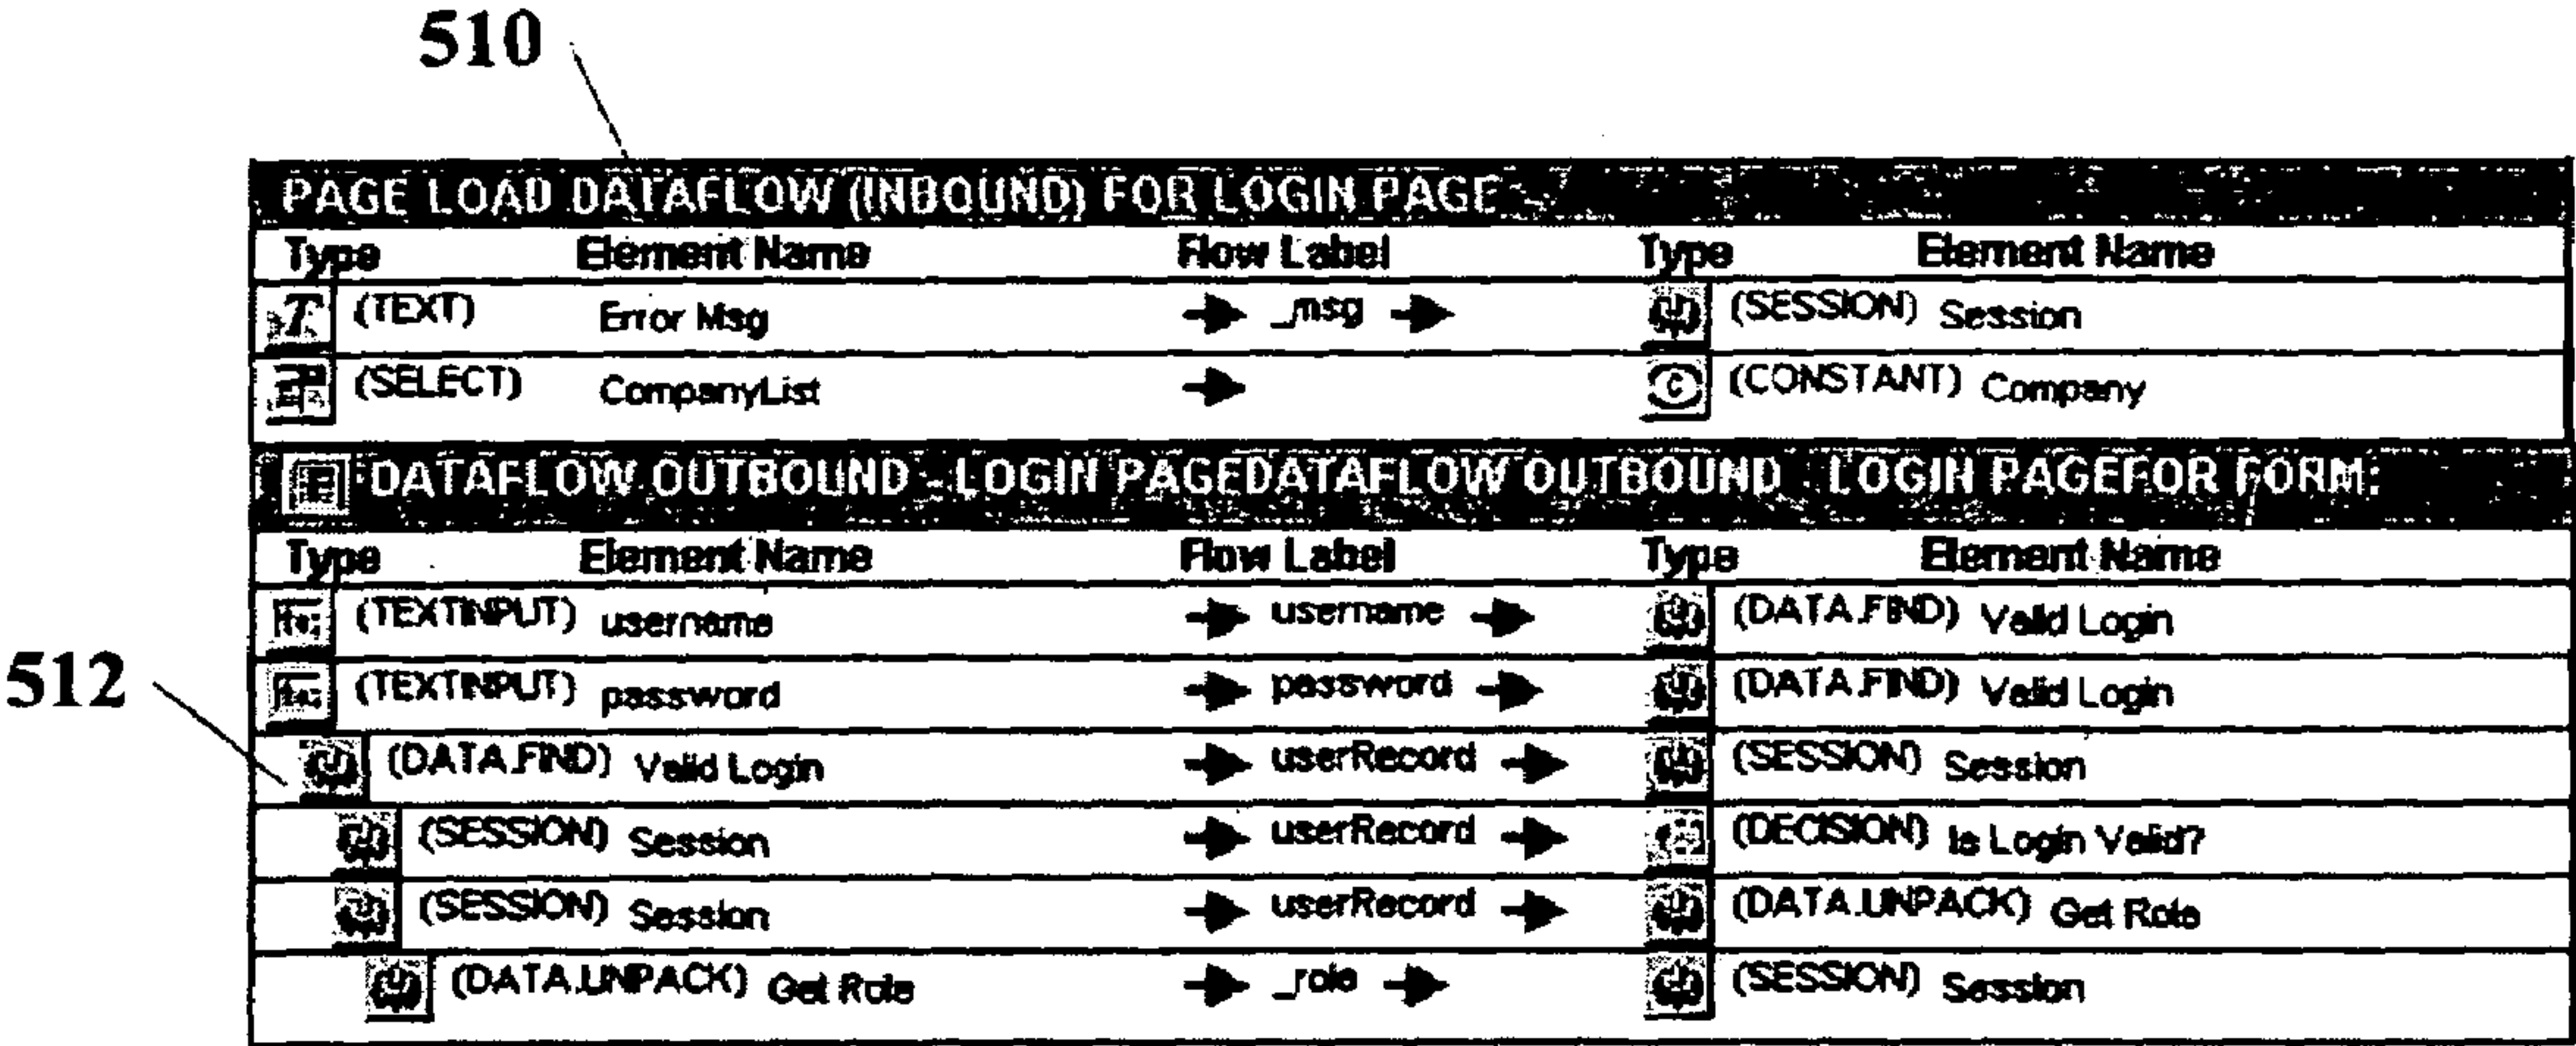 510
PAGE LOAD DATAFLOW (INBOUND) FOR LOGIN PAGE
Type Element Name Flow Label Type Element Name
(TEXT) Error Msg _msg (SESSION) Session
(SELECT) CompanyList (CONSTANT) Company
DATAFLOW OUTBOUND - LOGIN PAGEDATAFLOW OUTBOUND - LOGIN PAGEFOR FORM:
Type Element Name Flow Label Type Element Name
(TEXTINPUT) username username (DATA.FIND) Valid Login
512
(TEXTINPUT) password password (DATA.FIND) Valid Login
(DATA.FIND) Valid Login userRecord (SESSION) Session
(SESSION) Session userRecord (DECISION) Is Login Valid?
(SESSION) Session userRecord (DATA.UNPACK) Get Role
(DATA.UNPACK) Get Role _role (SESSION) Session